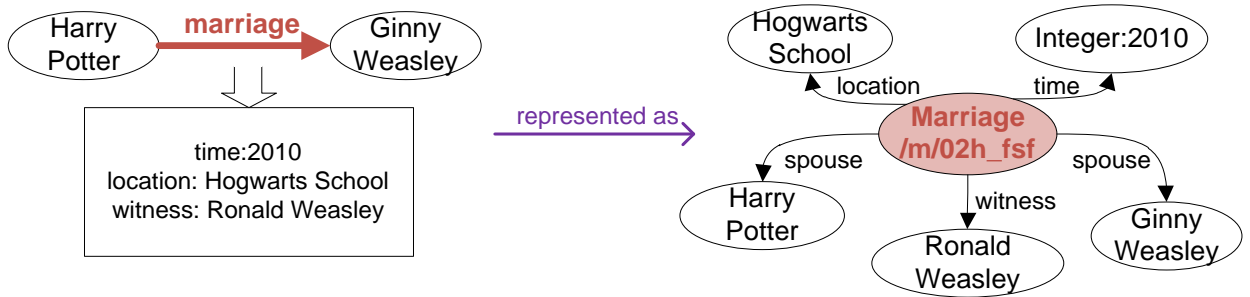 Harry
Potter
marriage
Ginny
Weasley
time:2010
location: Hogwarts School
witness: Ronald Weasley
represented as
Hogwarts
School
Integer:2010
location
time
Marriage
/m/02h_fsf
spouse
spouse
Harry
Potter
witness
Ginny
Weasley
Ronald
Weasley